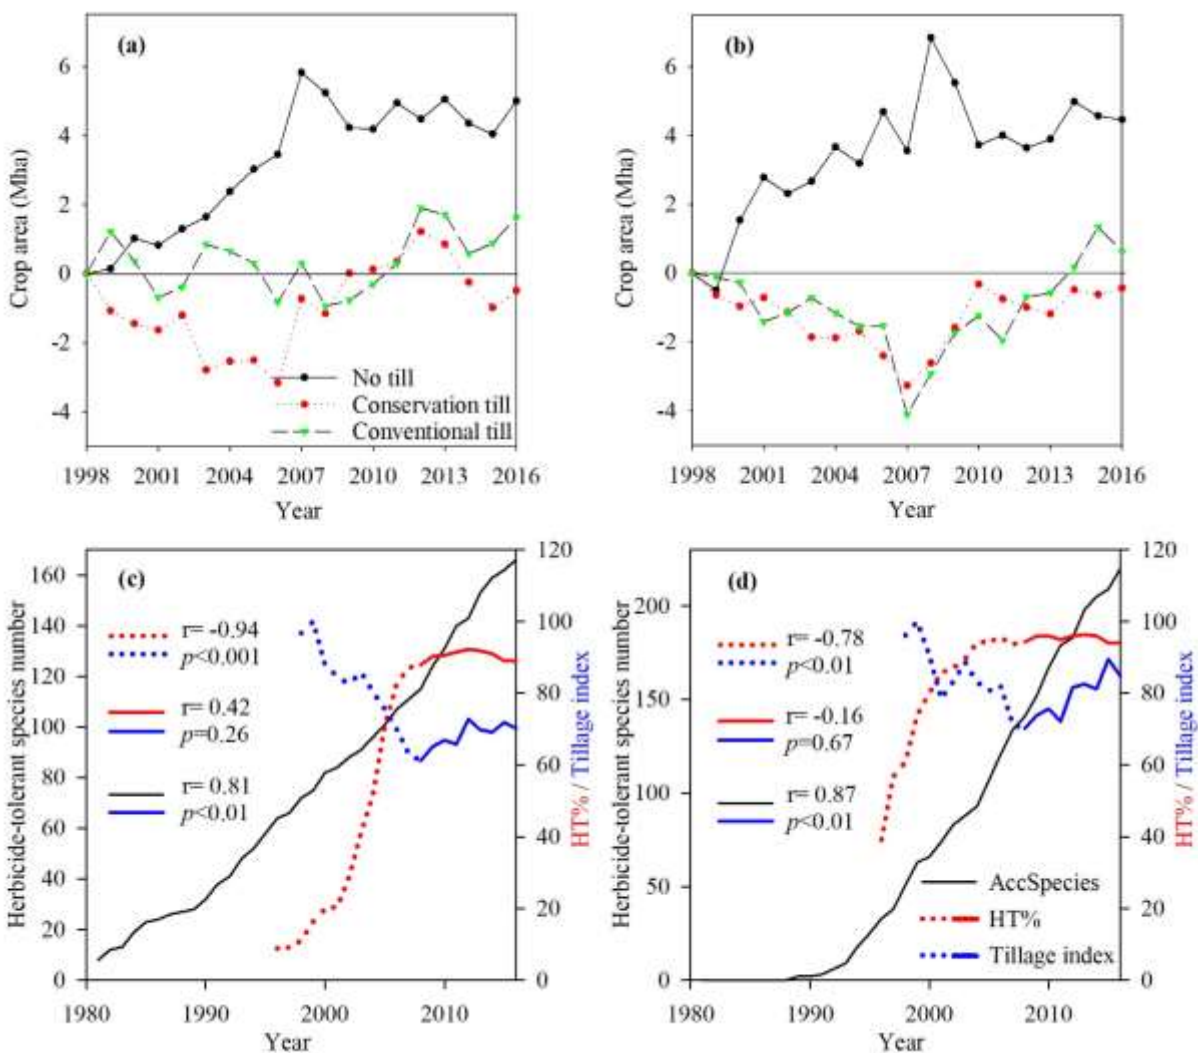 (a)
Crop area (Mha)
6
4
2
0
-2
-4
No till
Conservation till
Conventional till
1998 2001 2004 2007 2010 2013 2016
Year
(b)
Crop area (Mha)
6
4
2
0
-2
-4
1998 2001 2004 2007 2010 2013 2016
Year
(c)
Herbicide-tolerant species number
160
140
120
100
80
60
40
20
0
r= -0.94
p<0.001
r= 0.42
p=0.26
r= 0.81
p<0.01
120
100
80
60
40
20
0
HT% / Tillage index
1980 1990 2000 2010
Year
(d)
Herbicide-tolerant species number
200
150
100
50
0
r= -0.78
p<0.01
r= -0.16
p=0.67
r= 0.87
p<0.01
AccSpecies
HT%
Tillage index
120
100
80
60
40
20
0
HT% / Tillage index
1980 1990 2000 2010
Year